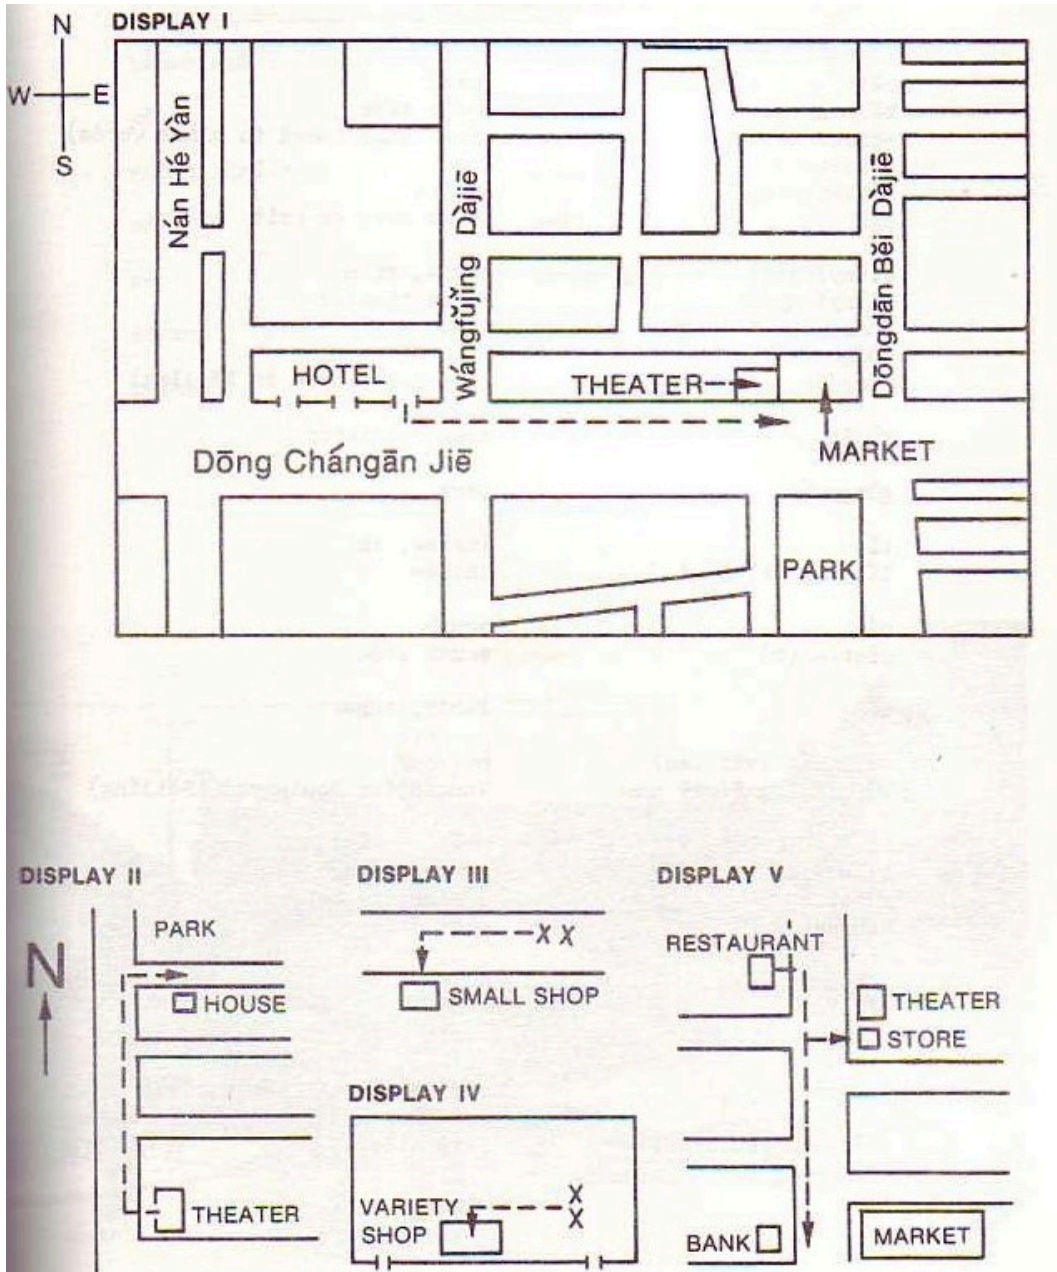 DISPLAY I
N
W E
S
Nán Hé Yàn
Wángfǔjǐng Dàjiē
Dōngdān Běi Dàjiē
HOTEL
THEATER
MARKET
Dōng Chángān Jiē
PARK
DISPLAY II
N
PARK
HOUSE
THEATER
DISPLAY III
X X
SMALL SHOP
DISPLAY IV
X
X
VARIETY
SHOP
DISPLAY V
RESTAURANT
THEATER
STORE
BANK
MARKET